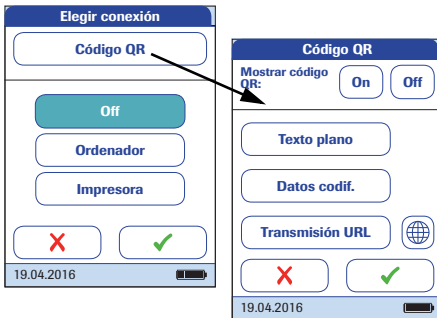 Elegir conexión
Código QR
Off
Ordenador
Impresora
19.04.2016
Código QR
Mostrar código
QR:
On
Off
Texto plano
Datos codif.
Transmisión URL
19.04.2016